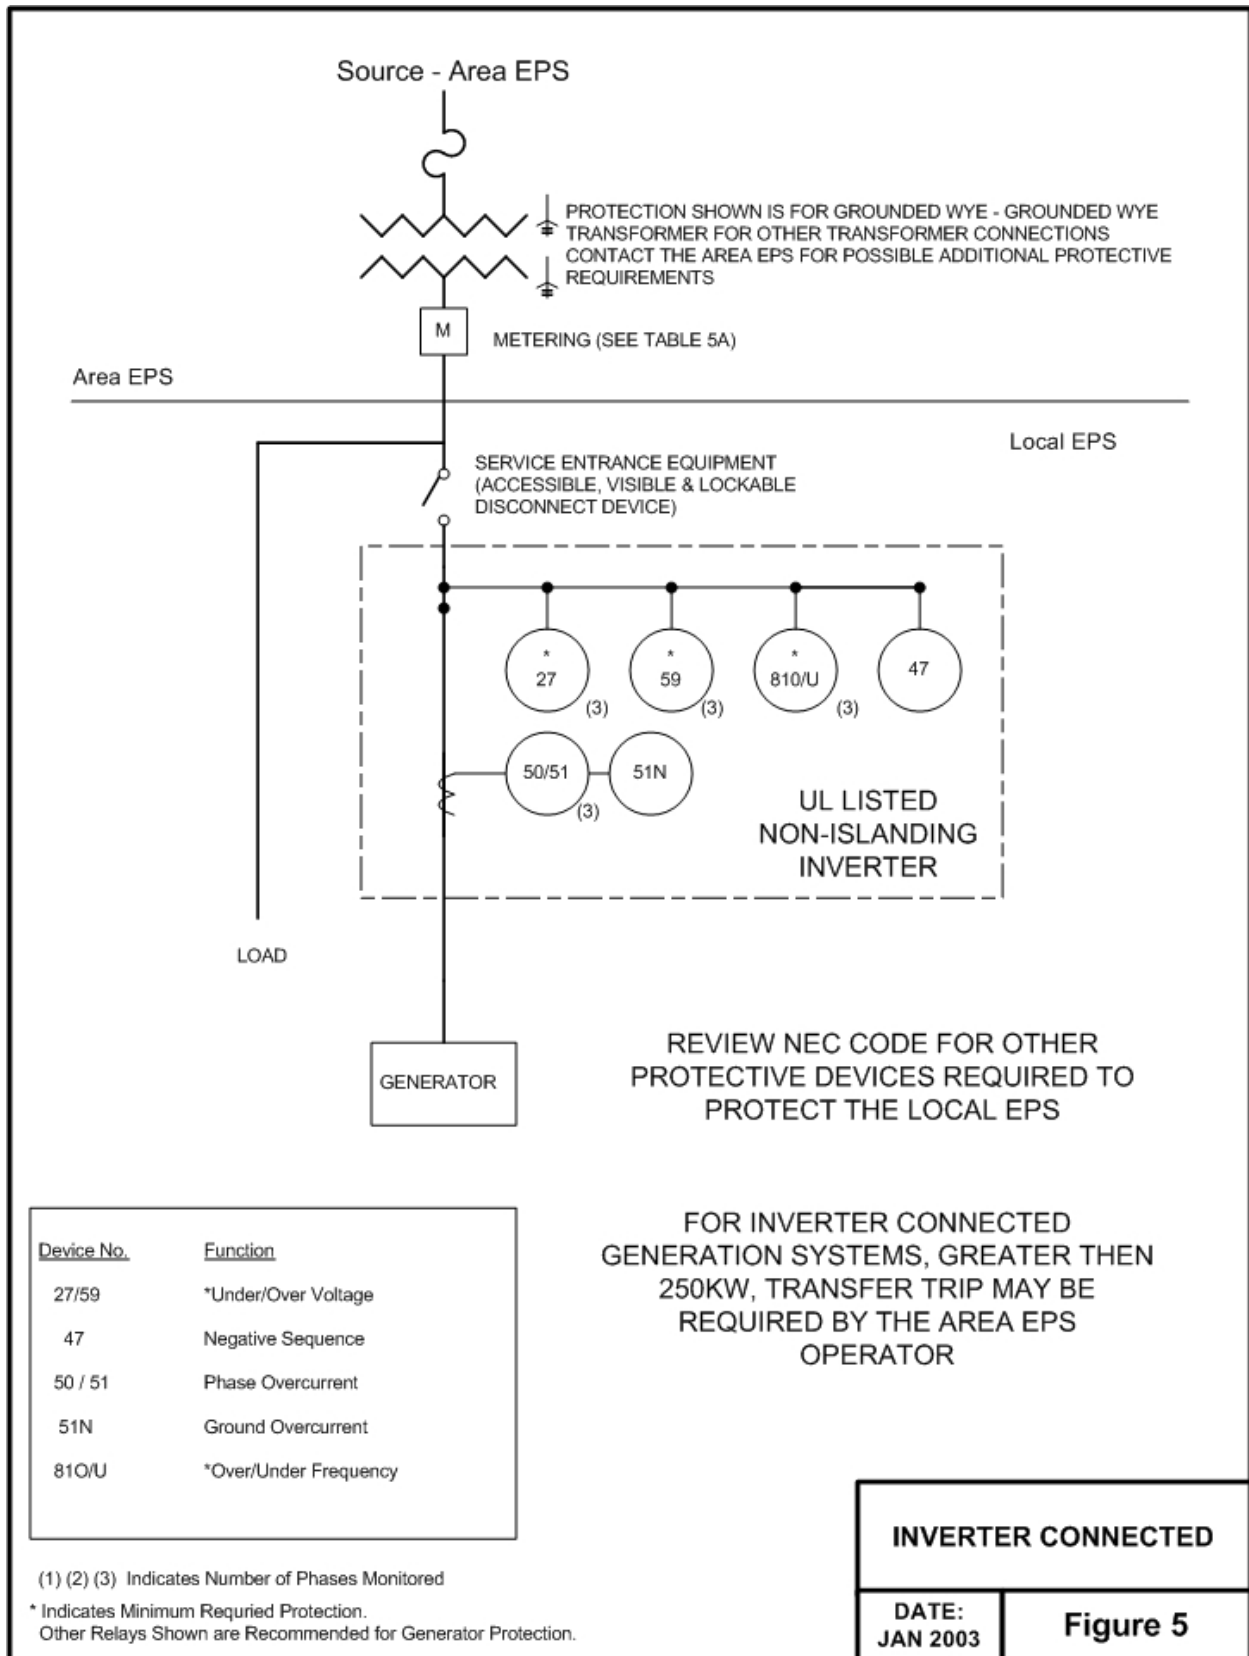 Source - Area EPS
PROTECTION SHOWN IS FOR GROUNDED WYE - GROUNDED WYE
TRANSFORMER FOR OTHER TRANSFORMER CONNECTIONS
CONTACT THE AREA EPS FOR POSSIBLE ADDITIONAL PROTECTIVE
REQUIREMENTS
M
METERING (SEE TABLE 5A)
Area EPS
Local EPS
SERVICE ENTRANCE EQUIPMENT
(ACCESSIBLE, VISIBLE & LOCKABLE
DISCONNECT DEVICE)
*
27
(3)
*
59
(3)
*
810/U
(3)
47
50/51
(3)
51N
UL LISTED
NON-ISLANDING
INVERTER
LOAD
GENERATOR
REVIEW NEC CODE FOR OTHER
PROTECTIVE DEVICES REQUIRED TO
PROTECT THE LOCAL EPS
FOR INVERTER CONNECTED
GENERATION SYSTEMS, GREATER THEN
250KW, TRANSFER TRIP MAY BE
REQUIRED BY THE AREA EPS
OPERATOR
Device No. Function
27/59 *Under/Over Voltage
47 Negative Sequence
50 / 51 Phase Overcurrent
51N Ground Overcurrent
81O/U *Over/Under Frequency
(1) (2) (3) Indicates Number of Phases Monitored
* Indicates Minimum Requried Protection.
Other Relays Shown are Recommended for Generator Protection.
INVERTER CONNECTED
DATE:
JAN 2003
Figure 5